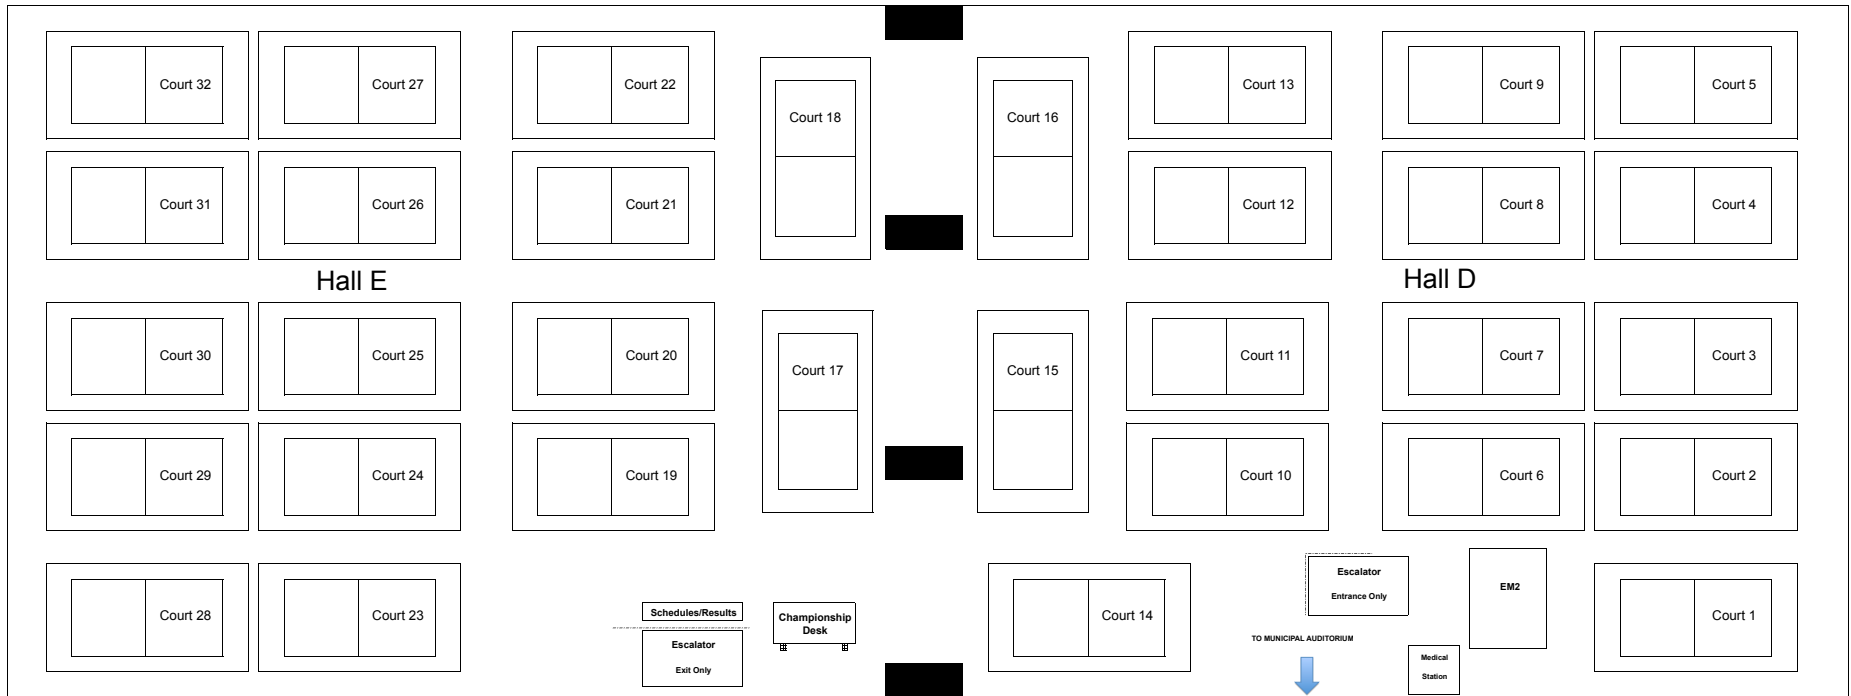 Court 32
Court 27
Court 22
Court 18
Court 16
Court 13
Court 9
Court 5
Court 31
Court 26
Court 21
Court 12
Court 8
Court 4
Hall E
Hall D
Court 30
Court 25
Court 20
Court 17
Court 15
Court 11
Court 7
Court 3
Court 29
Court 24
Court 19
Court 10
Court 6
Court 2
Court 28
Court 23
Schedules/Results
Escalator
Exit Only
Championship
Desk
Court 14
Escalator
Entrance Only
EM2
TO MUNICIPAL AUDITORIUM
Medical
Station
Court 1